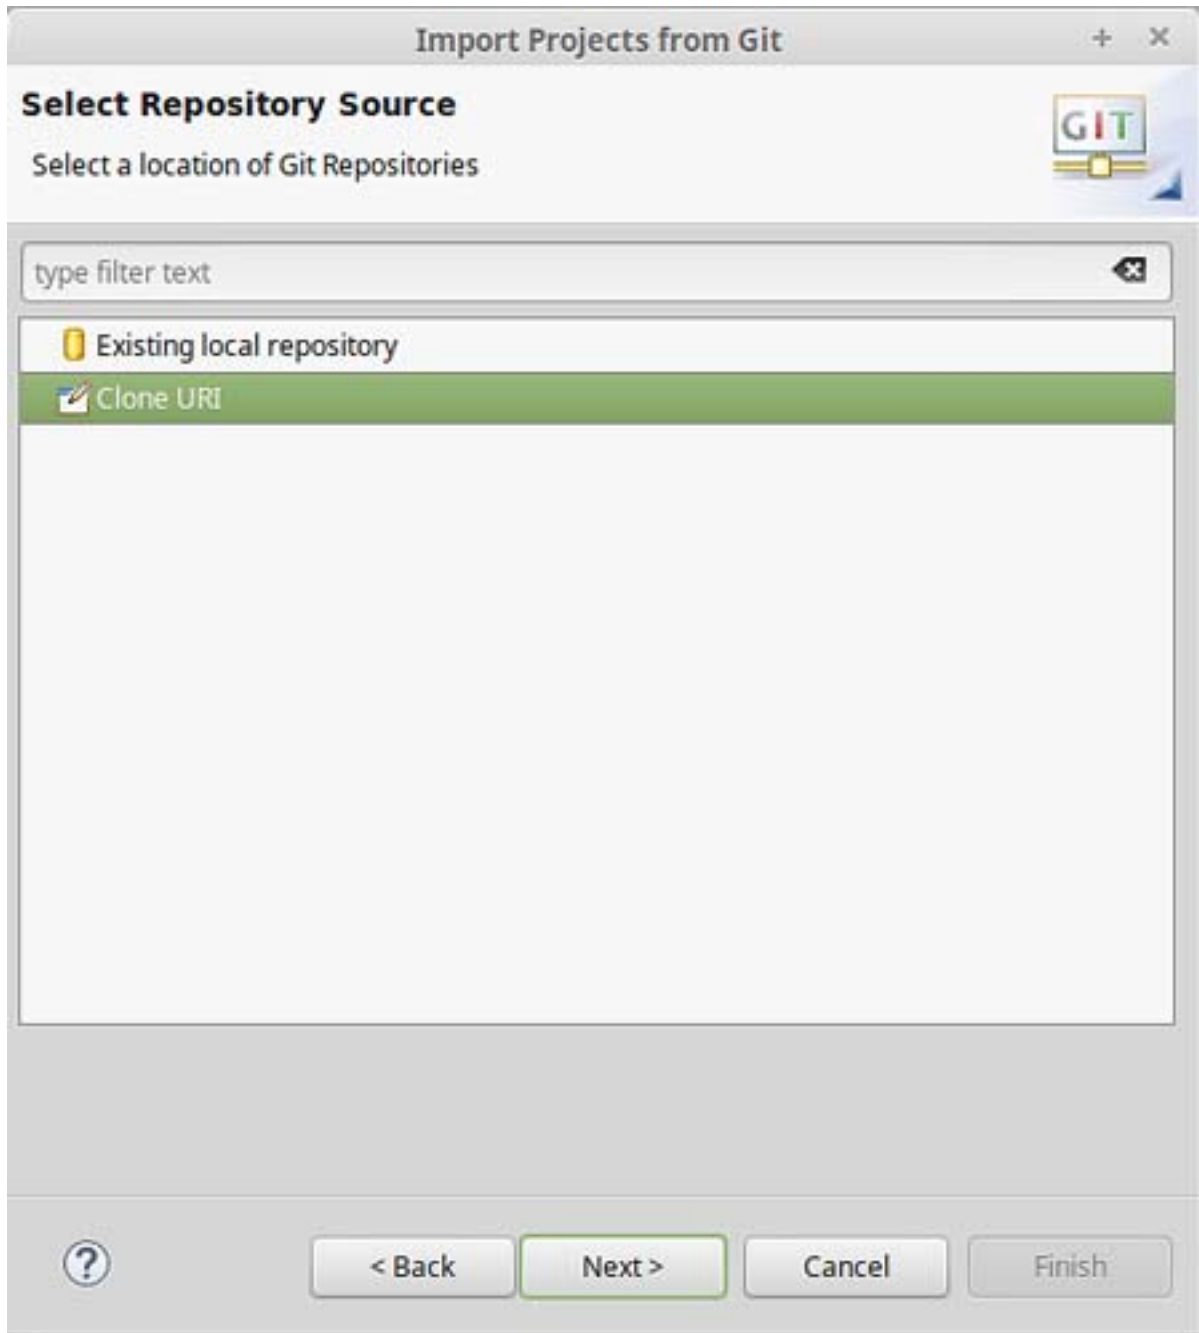 Import Projects from Git
Select Repository Source
GIT
Select a location of Git Repositories
type filter text
Existing local repository
Clone URI
?
< Back
Next >
Cancel
Finish